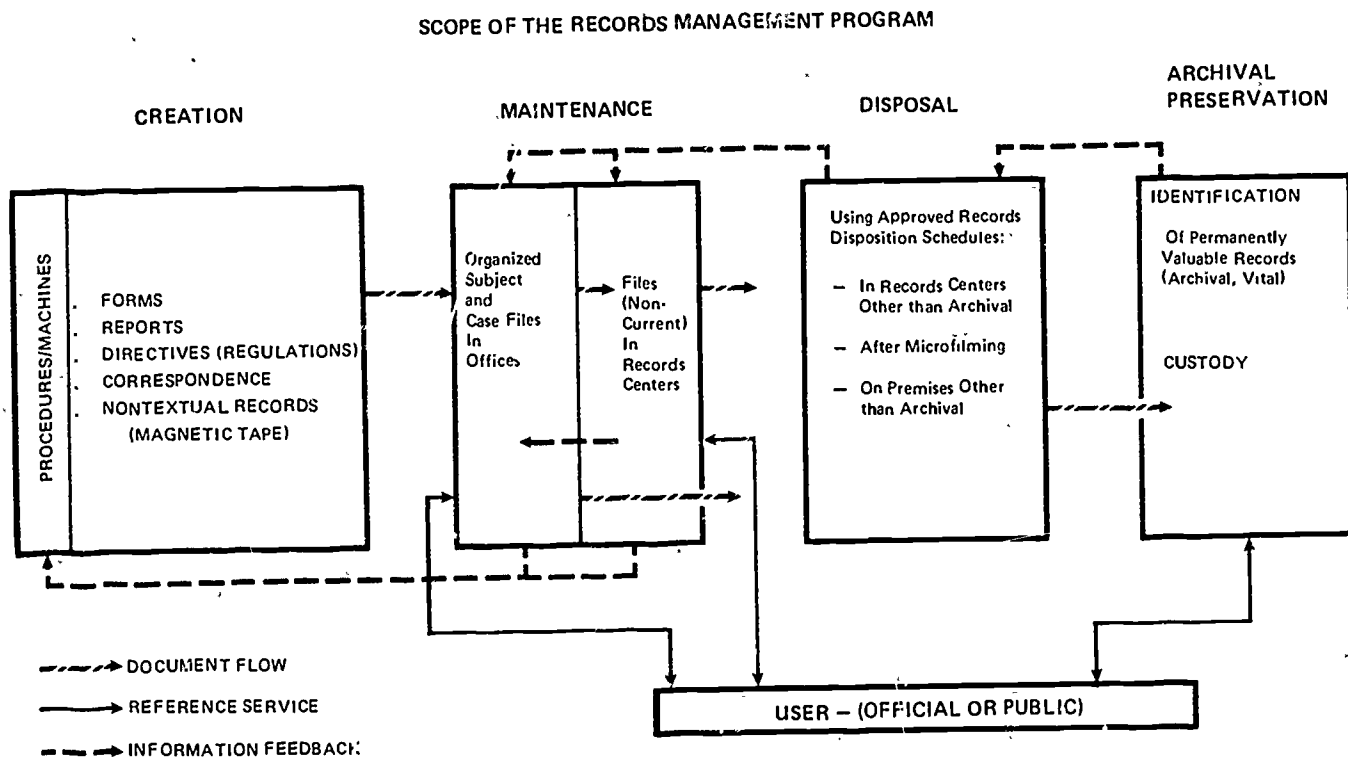 SCOPE OF THE RECORDS MANAGEMENT PROGRAM
CREATION
MAINTENANCE
DISPOSAL
ARCHIVAL
PRESERVATION
PROCEDURES/MACHINES
. FORMS
. REPORTS
. DIRECTIVES (REGULATIONS)
. CORRESPONDENCE
. NONTEXTUAL RECORDS
(MAGNETIC TAPE)
Organized
Subject
and
Case Files
In
Offices
Files
(Non-
Current)
In
Records
Centers
Using Approved Records
Disposition Schedules:
– In Records Centers
Other than Archival
– After Microfilming
– On Premises Other
than Archival
IDENTIFICATION
Of Permanently
Valuable Records
(Archival, Vital)
CUSTODY
DOCUMENT FLOW
REFERENCE SERVICE
INFORMATION FEEDBACK
USER – (OFFICIAL OR PUBLIC)